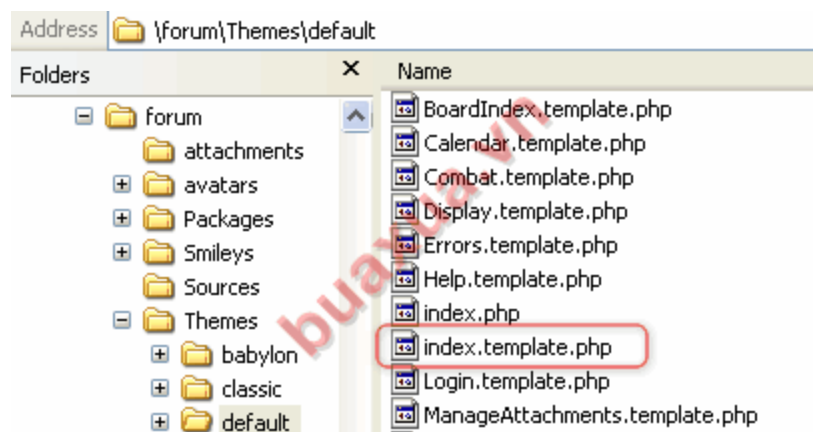 Address \forum\Themes\default
Folders
Name
forum
attachments
avatars
Packages
Smileys
Sources
Themes
babylon
classic
default
BoardIndex.template.php
Calendar.template.php
Combat.template.php
Display.template.php
Errors.template.php
Help.template.php
index.php
index.template.php
Login.template.php
ManageAttachments.template.php
buaxua.vn